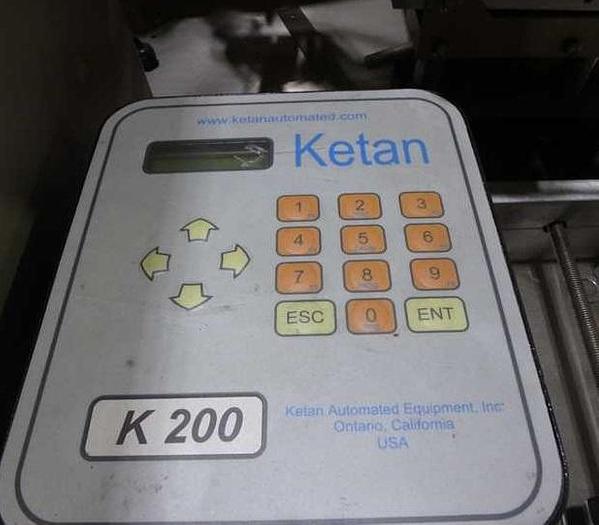 www.ketanautomated.com
Ketan
1 2 3
4 5 6
7 8 9
ESC 0 ENT
K 200
Ketan Automated Equipment, Inc.
Ontario, California
USA